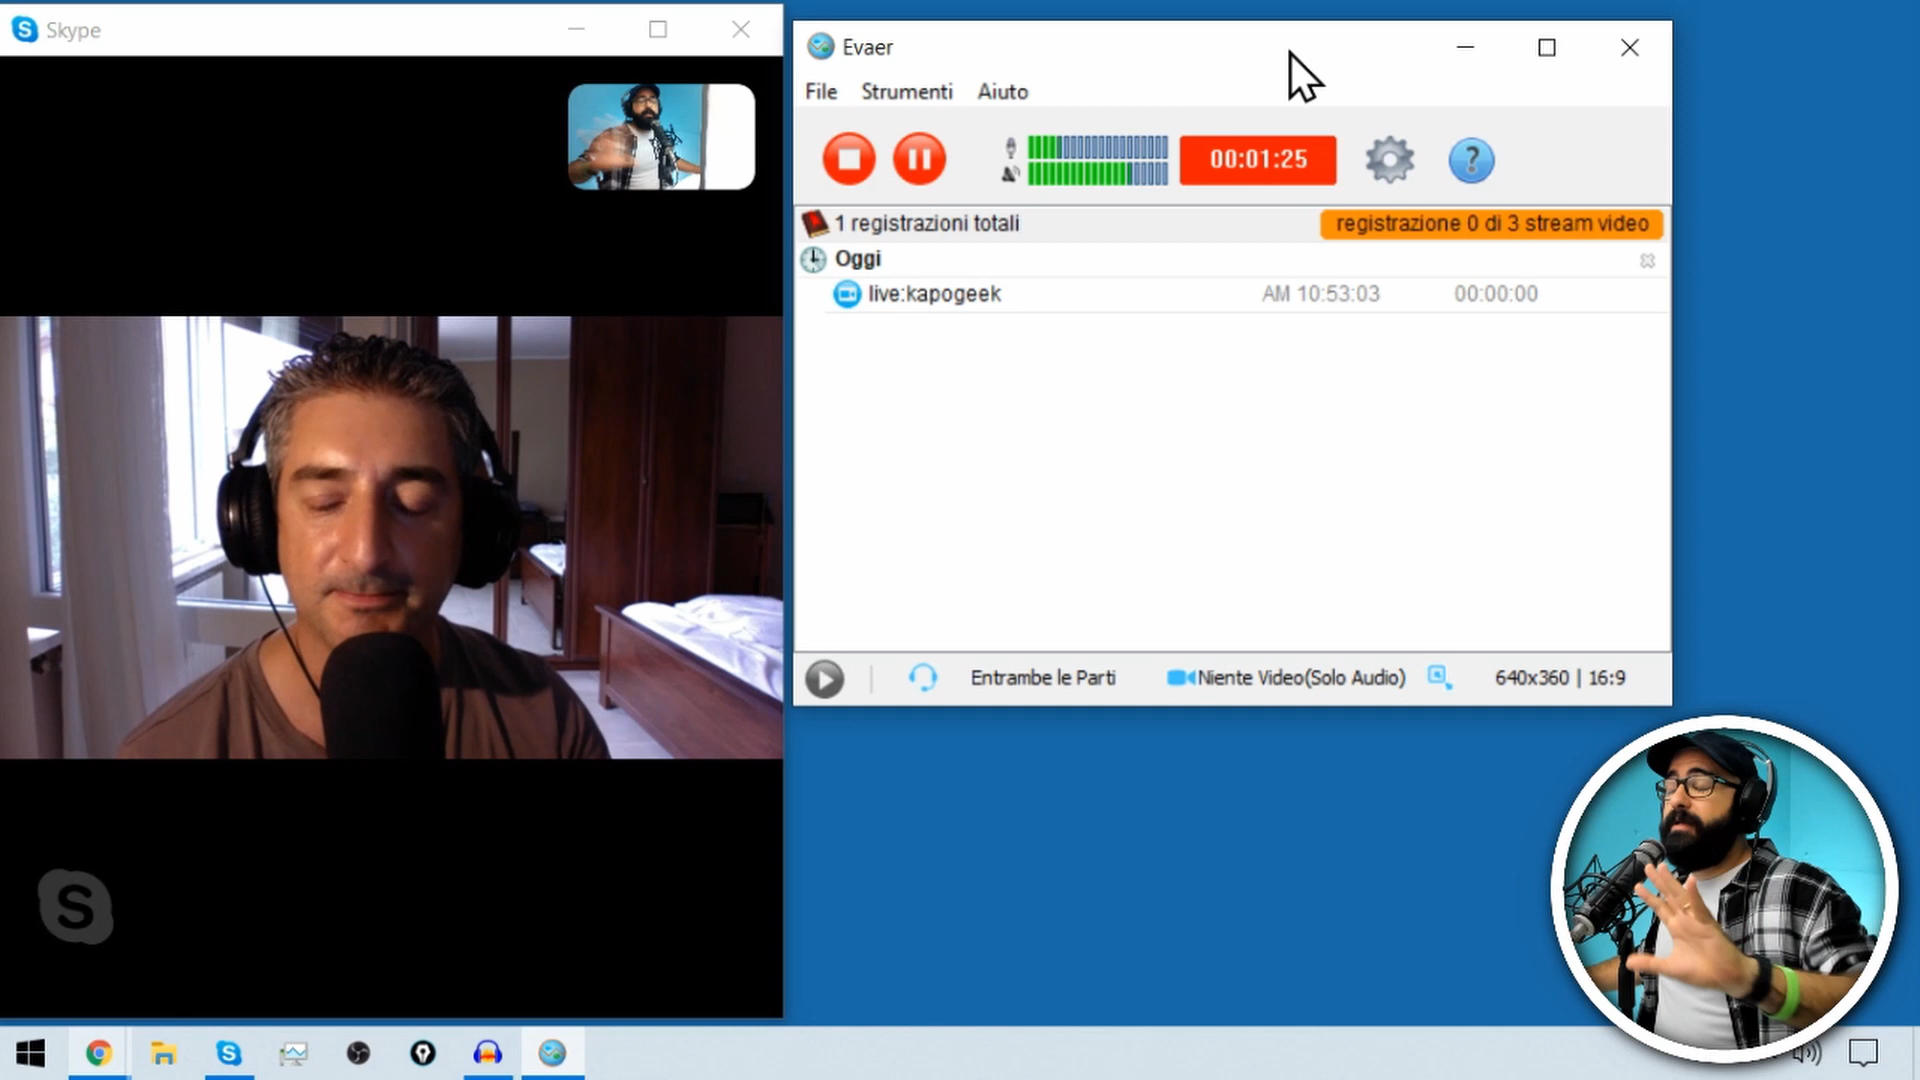 Skype
Evaer
File Strumenti Aiuto
00:01:25
1 registrazioni totali
registrazione 0 di 3 stream video
Oggi
live:kapogeek AM 10:53:03 00:00:00
Entrambe le Parti Niente Video(Solo Audio) 640x360 | 16:9